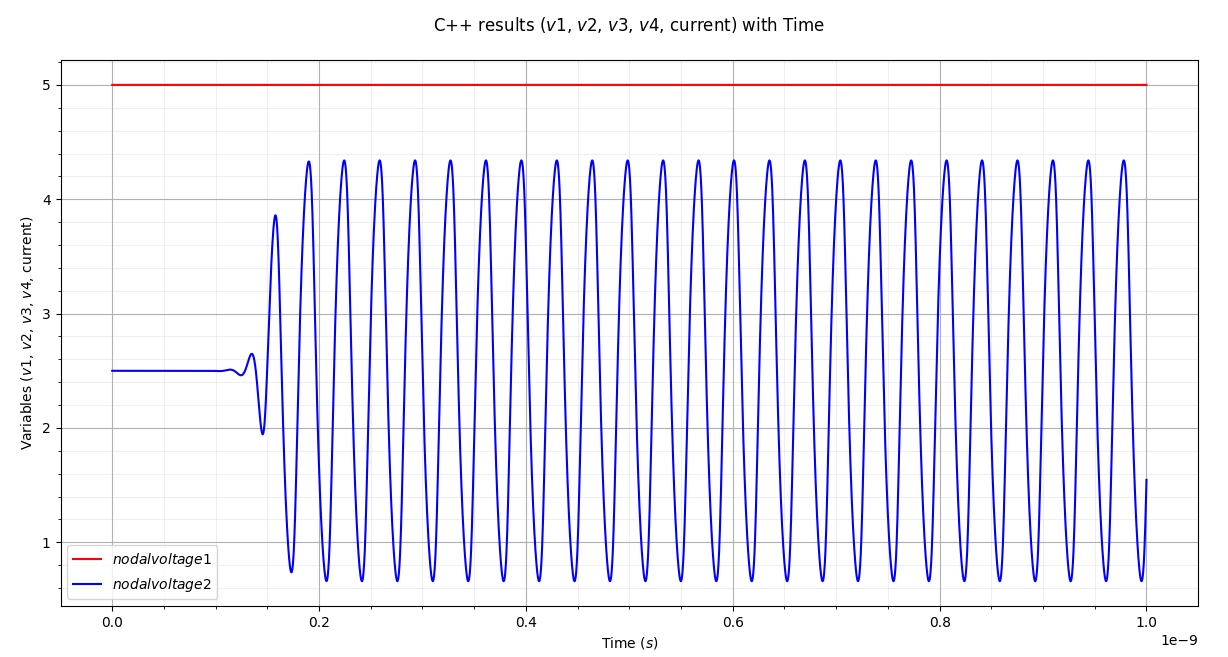 C++ results (v1, v2, v3, v4, current) with Time
Variables (v1, v2, v3, v4, current)
5
4
3
2
1
nodalvoltage1
nodalvoltage2
0.0 0.2 0.4 0.6 0.8 1.0
Time (s)
1e−9